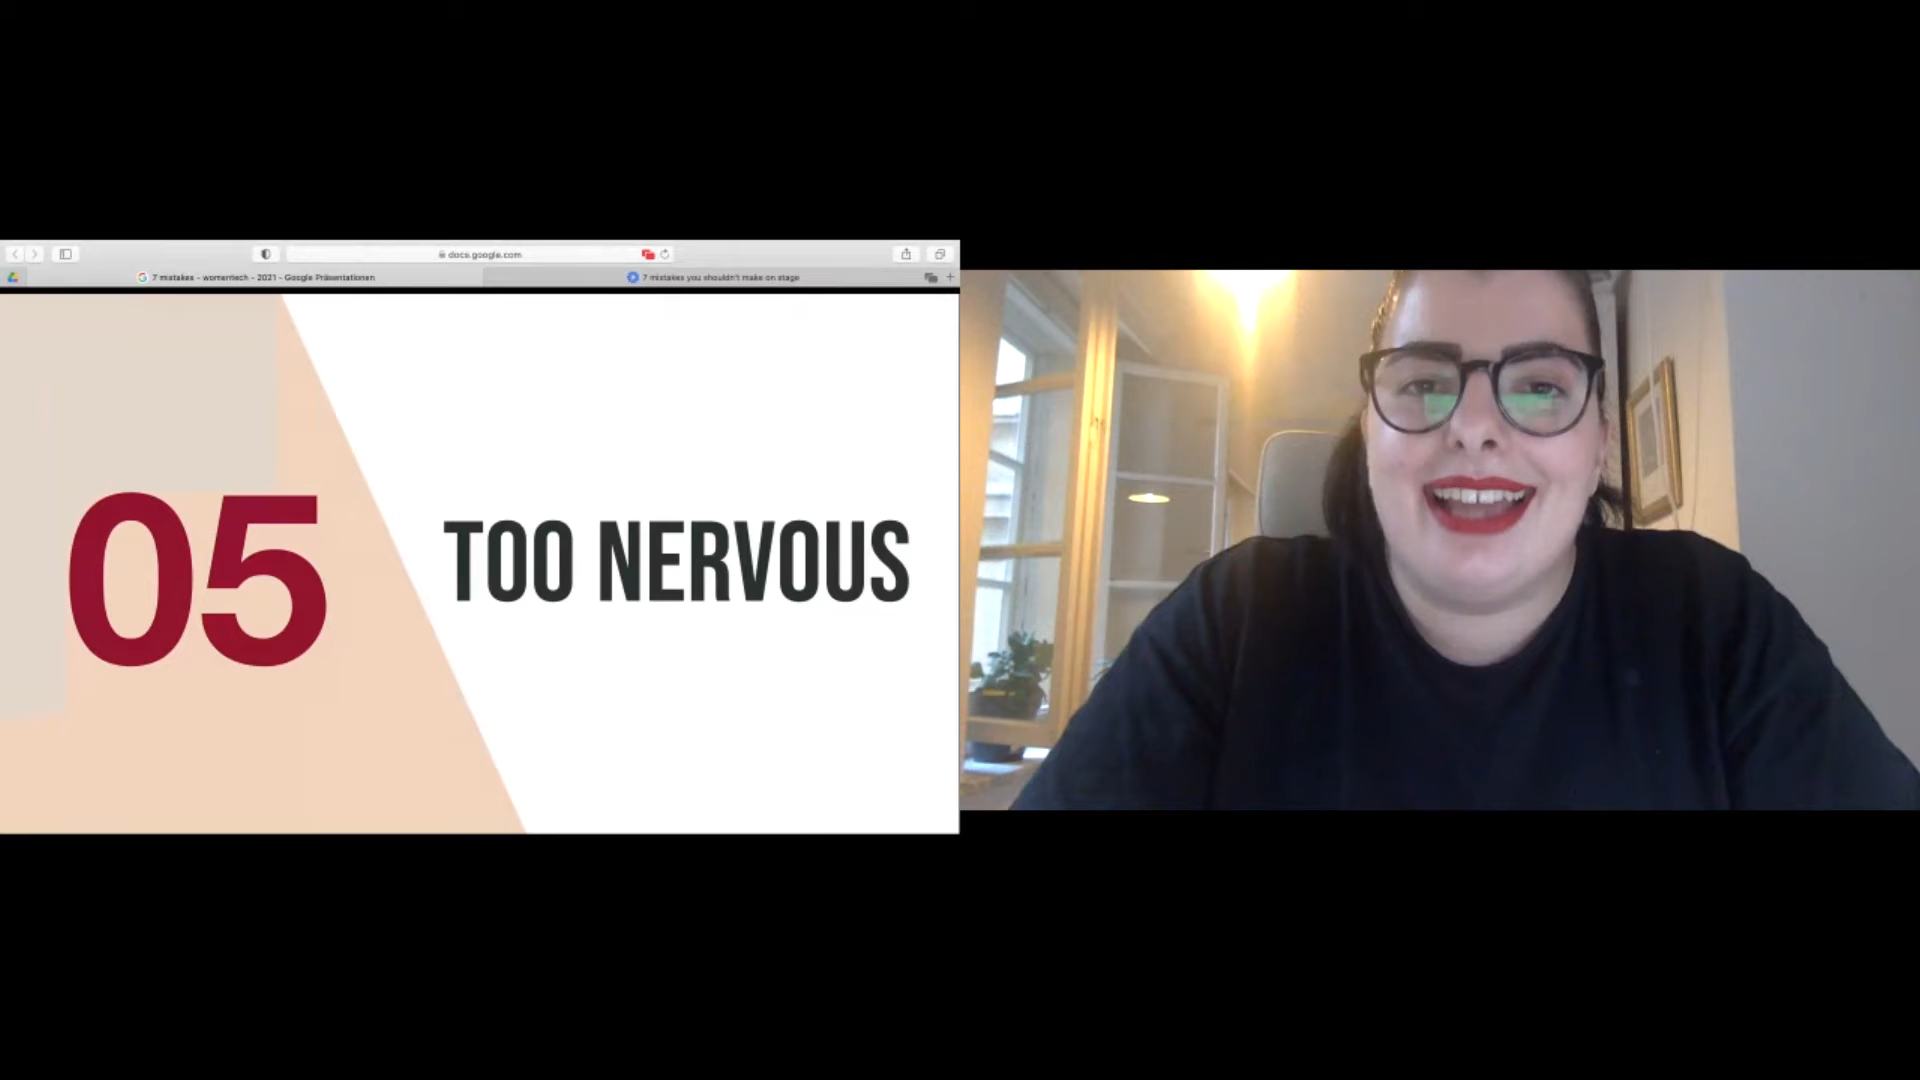 docs.google.com
7 mistakes - womentech - 2021 - Google Präsentationen
7 mistakes you shouldn't make on stage
05
TOO NERVOUS